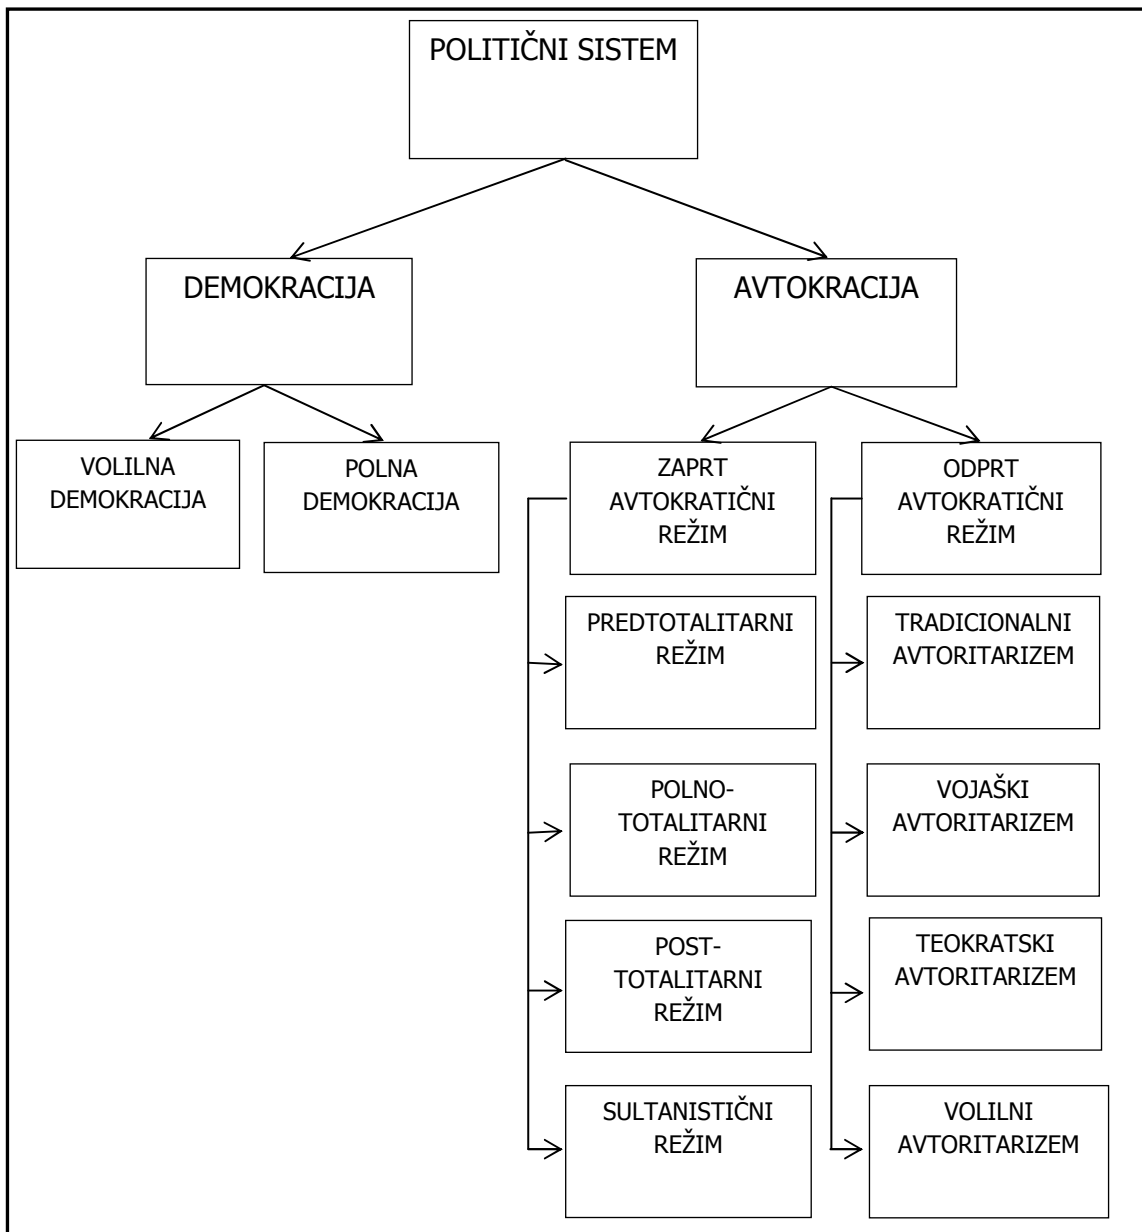 POLITIČNI SISTEM
DEMOKRACIJA
AVTOKRACIJA
VOLILNA
DEMOKRACIJA
POLNA
DEMOKRACIJA
ZAPRT
AVTOKRATIČNI
REŽIM
ODPRT
AVTOKRATIČNI
REŽIM
PREDTOTALITARNI
REŽIM
TRADICIONALNI
AVTORITARIZEM
POLNO-
TOTALITARNI
REŽIM
VOJAŠKI
AVTORITARIZEM
POST-
TOTALITARNI
REŽIM
TEOKRATSKI
AVTORITARIZEM
SULTANISTIČNI
REŽIM
VOLILNI
AVTORITARIZEM